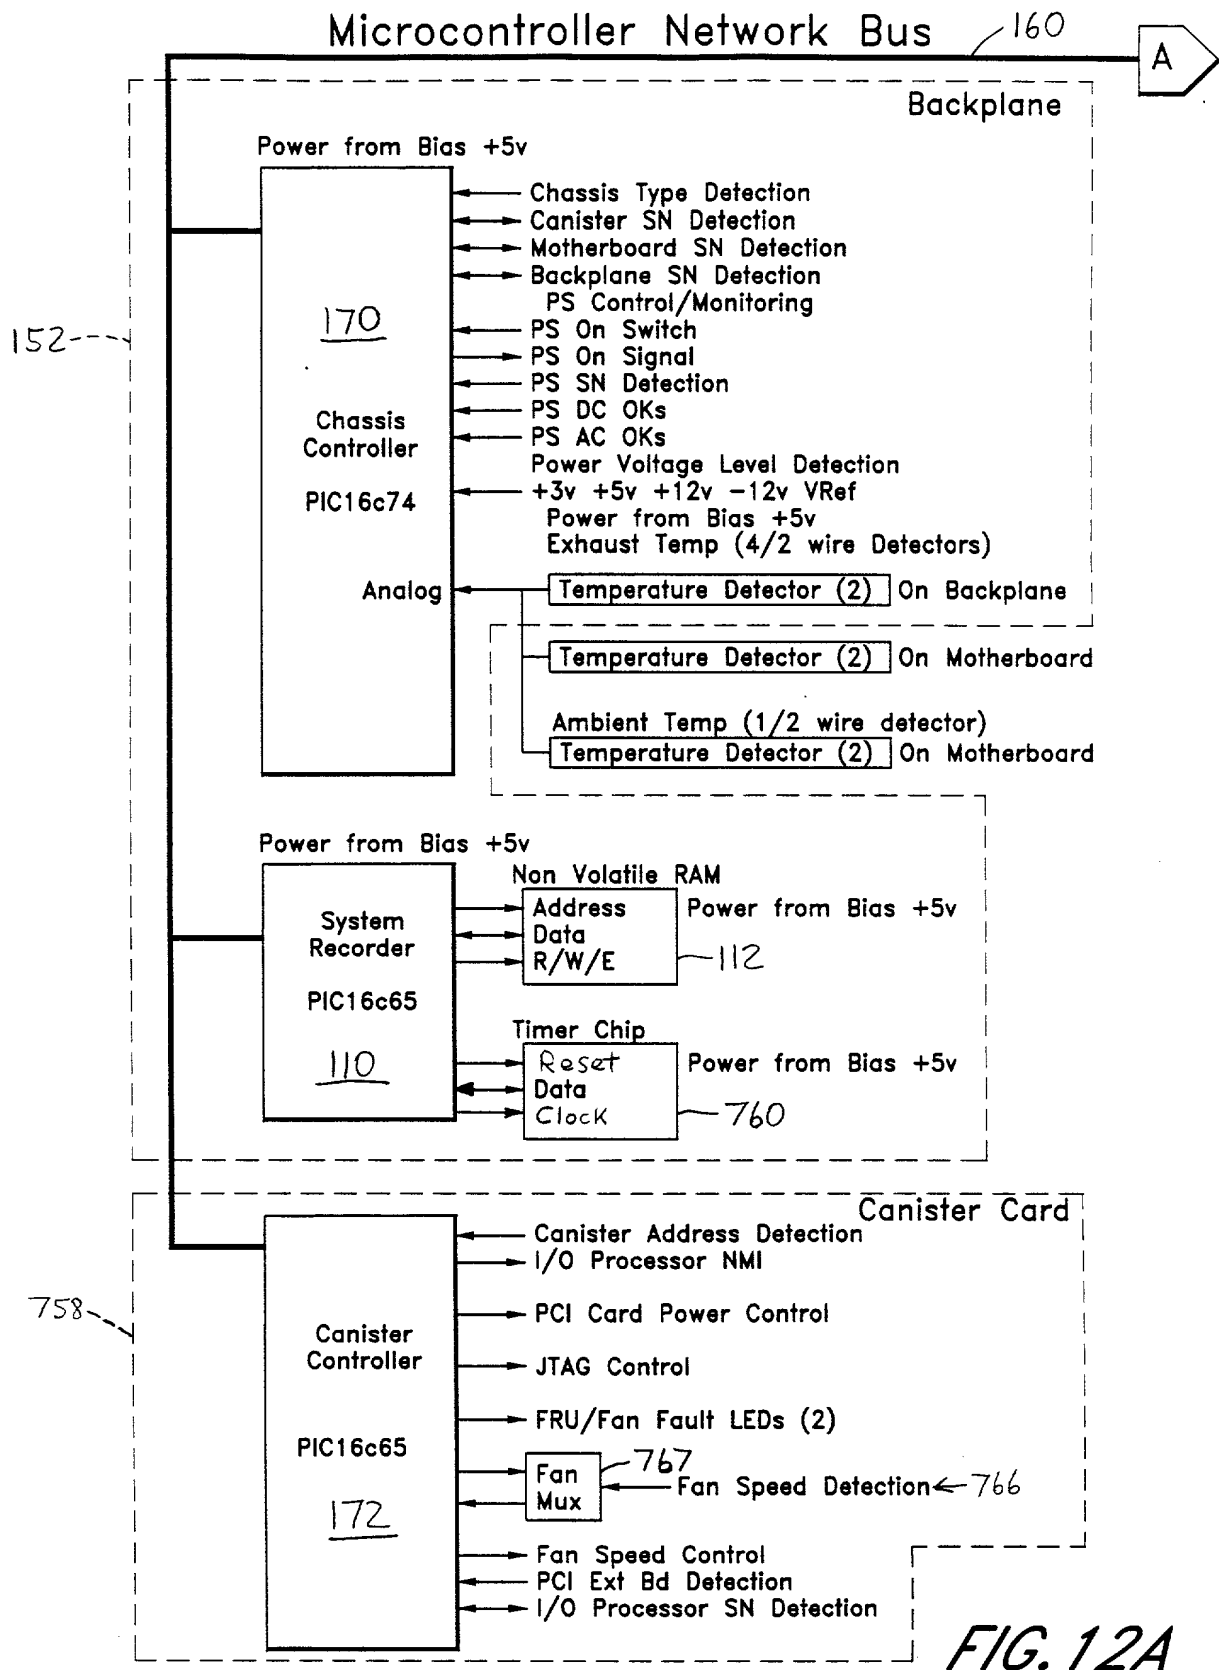 Microcontroller Network Bus
160
A
Backplane
Power from Bias +5v
Chassis Type Detection
Canister SN Detection
Motherboard SN Detection
Backplane SN Detection
PS Control/Monitoring
170
PS On Switch
152
PS On Signal
PS SN Detection
PS DC OKs
Chassis
Controller
PS AC OKs
Power Voltage Level Detection
PIC16c74
+3v +5v +12v -12v VRef
Power from Bias +5v
Exhaust Temp (4/2 wire Detectors)
Analog
Temperature Detector (2) On Backplane
Temperature Detector (2) On Motherboard
Ambient Temp (1/2 wire detector)
Temperature Detector (2) On Motherboard
Power from Bias +5v
Non Volatile RAM
System
Recorder
Address
Data
R/W/E
Power from Bias +5v
112
PIC16c65
110
Timer Chip
Reset
Data
Clock
Power from Bias +5v
760
Canister Card
Canister Address Detection
I/O Processor NMI
758
PCI Card Power Control
Canister
Controller
JTAG Control
FRU/Fan Fault LEDs (2)
PIC16c65
767
Fan
Mux
Fan Speed Detection
766
172
Fan Speed Control
PCI Ext Bd Detection
I/O Processor SN Detection
FIG. 12A